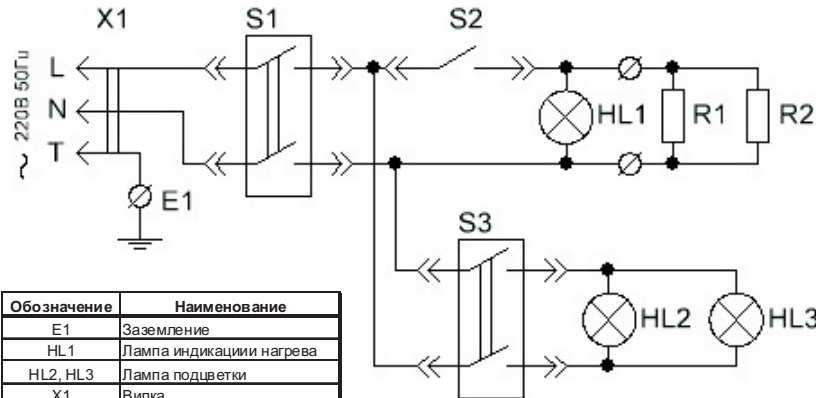 X1 S1 S2
~ 220В 50Гц
L
N
T
E1
HL1 R1 R2
S3
HL2 HL3
Обозначение Наименование
E1 Заземление
HL1 Лампа индикациии нагрева
HL2, HL3 Лампа подцветки
X1 Вилка